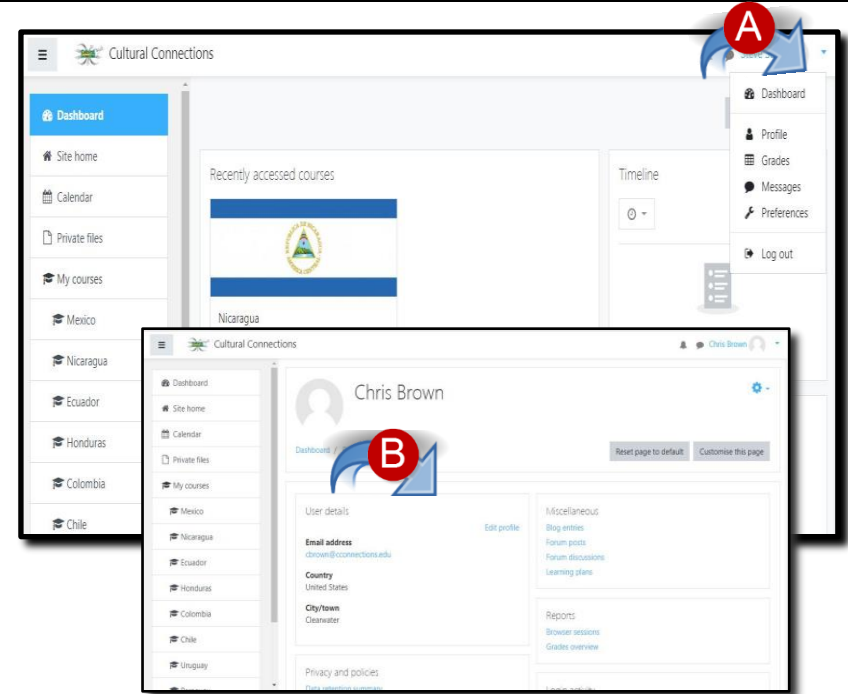 A
Cultural Connections
Dashboard
Dashboard
Profile
Grades
Messages
Preferences
Log out
Site home
Calendar
Private files
My courses
Mexico
Nicaragua
Ecuador
Honduras
Colombia
Chile
Recently accessed courses
Nicaragua
Timeline
Cultural Connections
Chris Brown
Dashboard
Site home
Calendar
Private files
My courses
Mexico
Nicaragua
Ecuador
Honduras
Colombia
Chile
Uruguay
Chris Brown
Dashboard /
B
Reset page to default
Customise this page
User details
Edit profile
Email address
cbrown@cconnections.edu
Country
United States
City/town
Clearwater
Privacy and policies
Data retention summary
Miscellaneous
Blog entries
Forum posts
Forum discussions
Learning plans
Reports
Browser sessions
Grades overview
Login activity